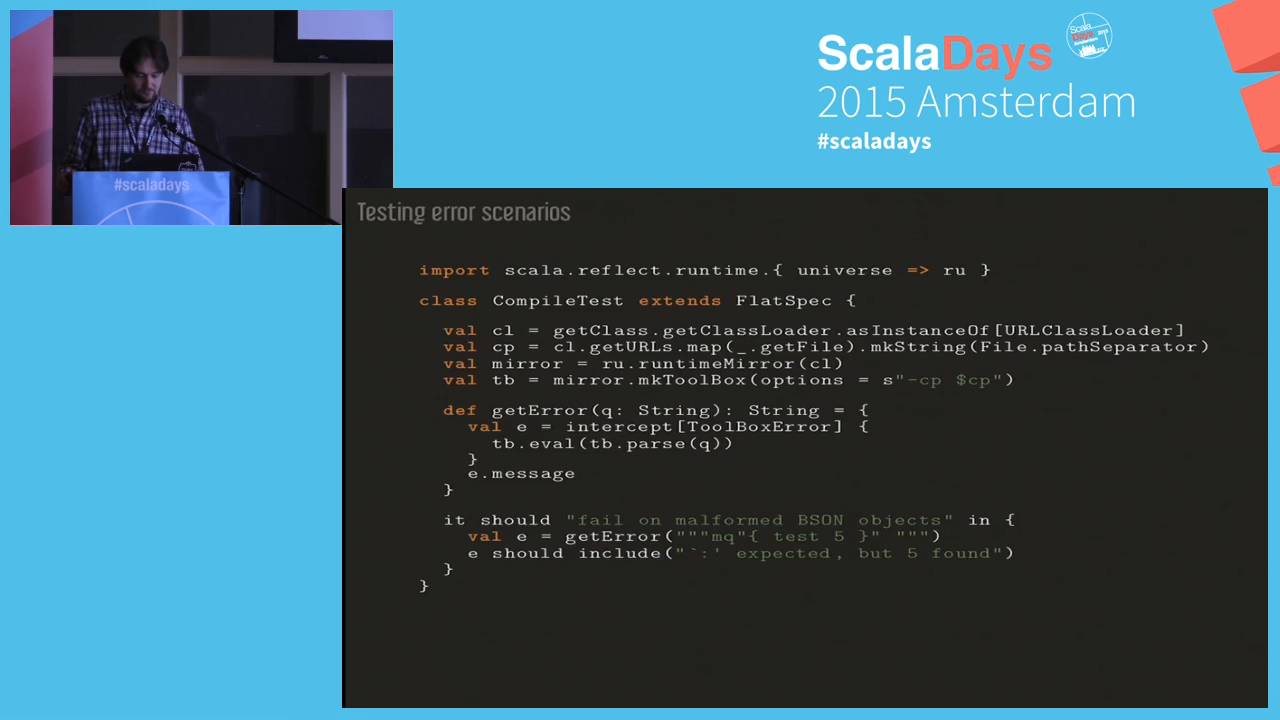 ScalaDays
2015 Amsterdam
#scaladays
Scala
Days 2015
Amsterdam
#scaladays
Testing error scenarios
import scala.reflect.runtime.{ universe => ru }
class CompileTest extends FlatSpec {
val cl = getClass.getClassLoader.asInstanceOf[URLClassLoader]
val cp = cl.getURLs.map(_.getFile).mkString(File.pathSeparator)
val mirror = ru.runtimeMirror(cl)
val tb = mirror.mkToolBox(options = s"-cp $cp")
def getError(q: String): String = {
val e = intercept[ToolBoxError] {
tb.eval(tb.parse(q))
}
e.message
}
it should "fail on malformed BSON objects" in {
val e = getError("""mq"{ test 5 }" """)
e should include("`:' expected, but 5 found")
}
}